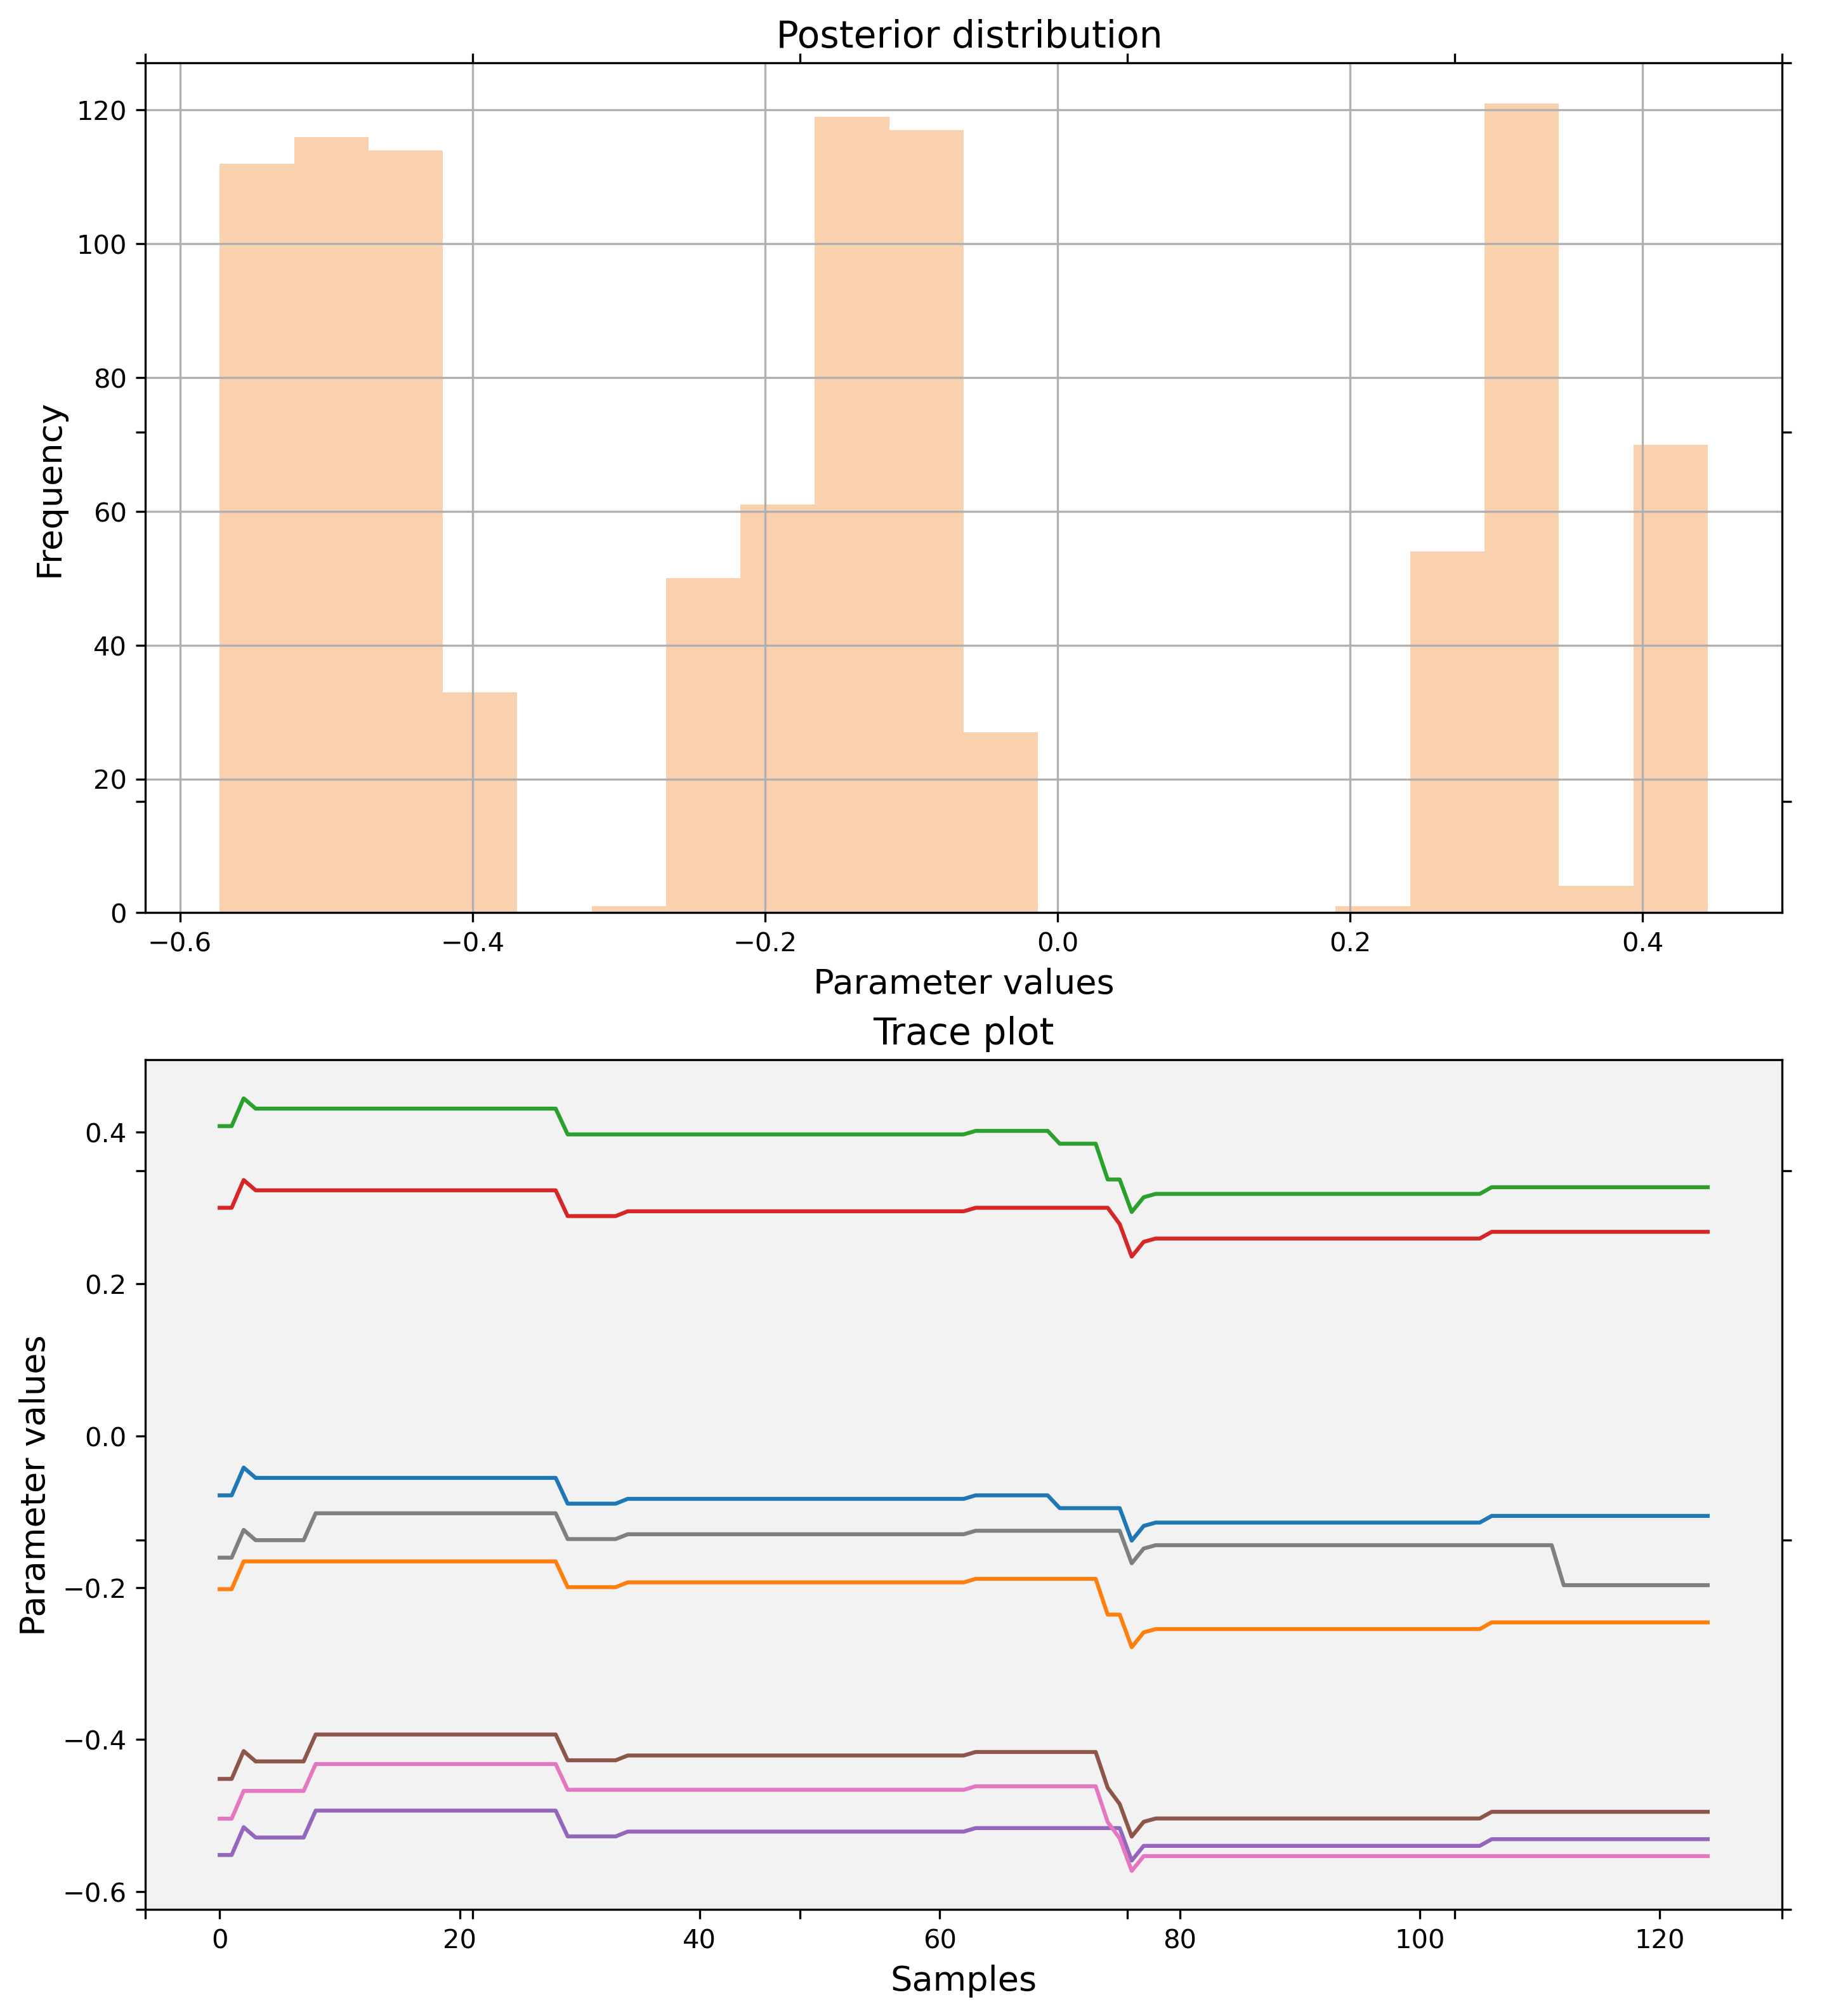 Posterior distribution
120
100
80
60
40
20
0
Frequency
−0.6 −0.4 −0.2 0.0 0.2 0.4
Parameter values
Trace plot
0.4
0.2
0.0
−0.2
−0.4
−0.6
Parameter values
0 20 40 60 80 100 120
Samples